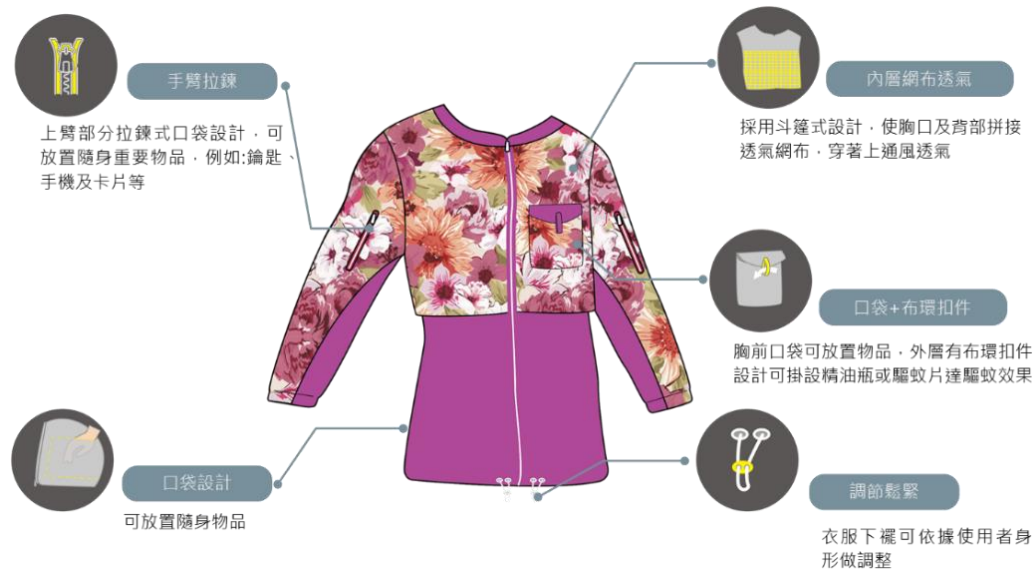 手臂拉鍊
上臂部分拉鍊式口袋設計，可
放置隨身重要物品，例如:鑰匙、
手機及卡片等
內層網布透氣
採用斗篷式設計，使胸口及背部拼接
透氣網布，穿著上通風透氣
口袋+布環扣件
胸前口袋可放置物品，外層有布環扣件
設計可掛設精油瓶或驅蚊片達驅蚊效果
口袋設計
可放置隨身物品
調節鬆緊
衣服下襬可依據使用者身
形做調整